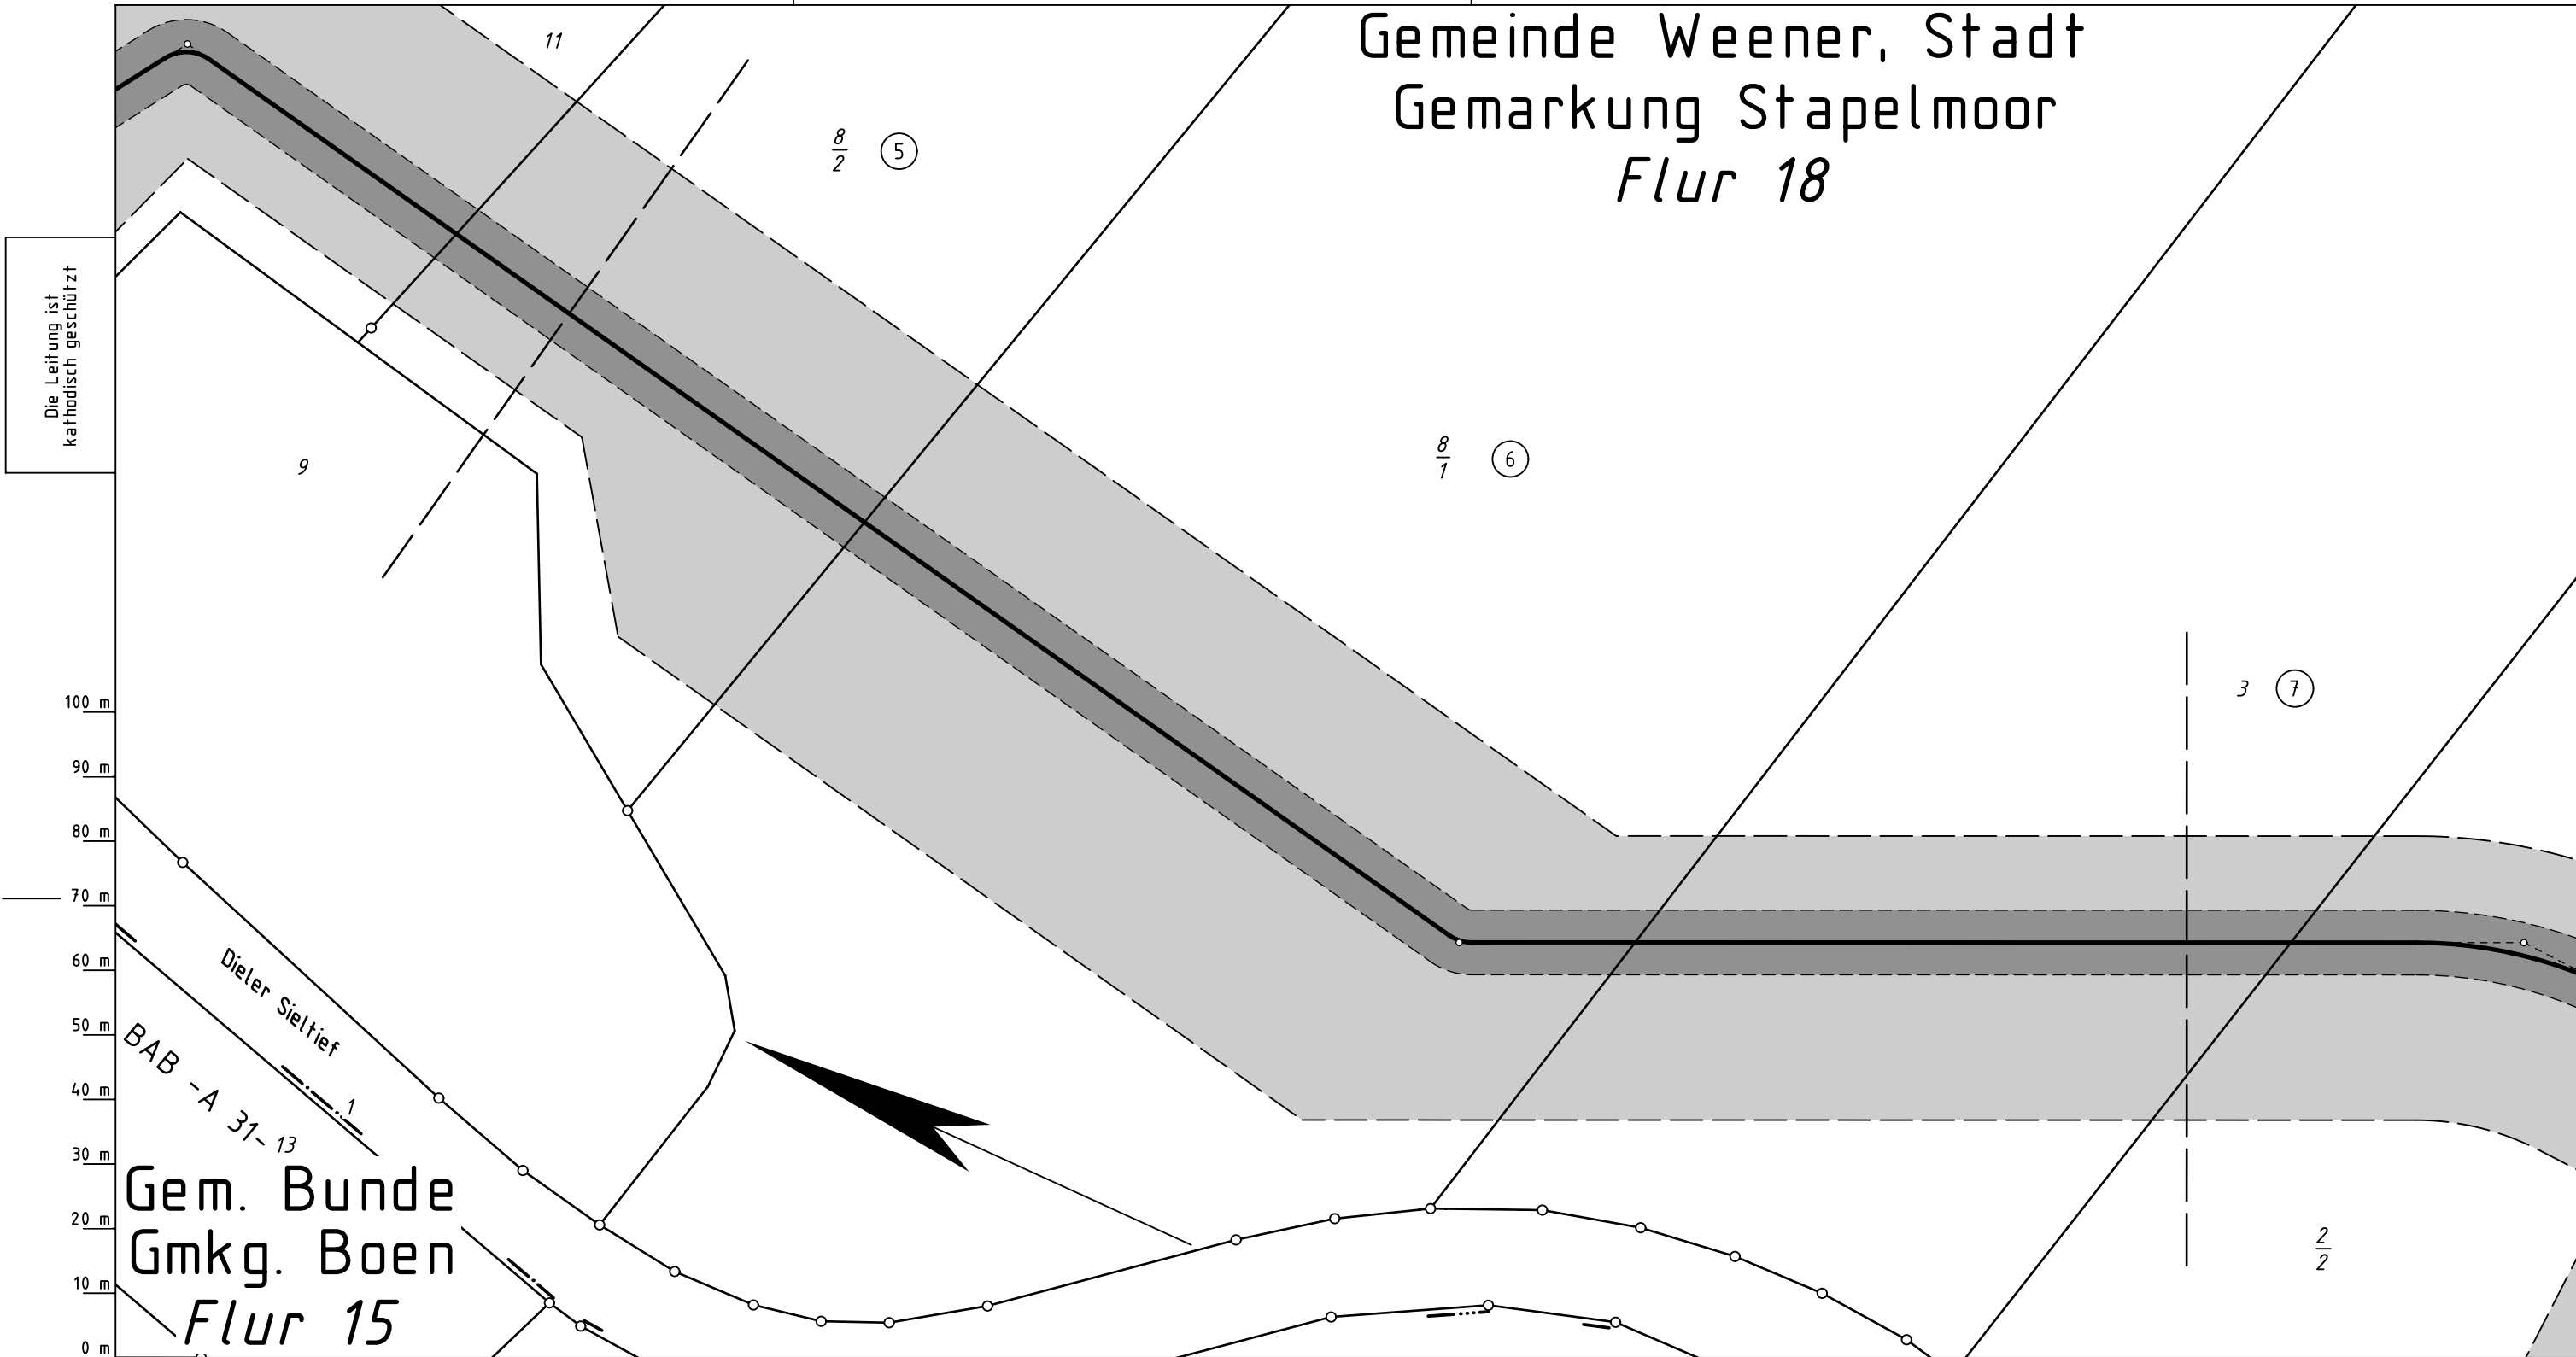 Gemeinde Weener, Stadt
Gemarkung Stapelmoor
Flur 18
11
8
2
5
Die Leitung ist
kathodisch geschützt
9
8
1
6
3
7
100 m
90 m
80 m
70 m
60 m
50 m
40 m
30 m
20 m
10 m
0 m
Dieler Sieltief
BAB -A 31-
13
1
Gem. Bunde
Gmkg. Boen
Flur 15
2
2